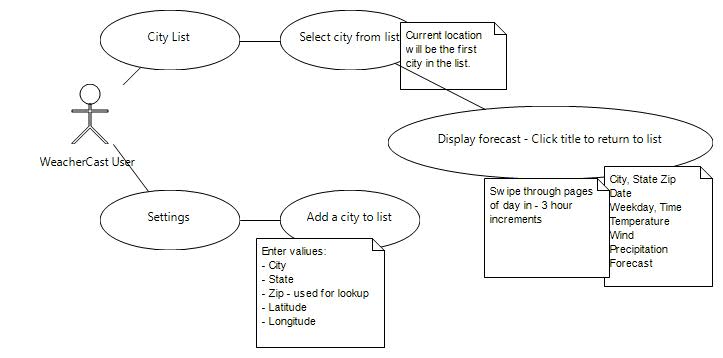 City List
Select city from list
Current location
will be the first
city in the list.
WeacherCast User
Display forecast - Click title to return to list
Swipe through pages
of day in - 3 hour
increments
City, State Zip
Date
Weekday, Time
Temperature
Wind
Precipitation
Forecast
Settings
Add a city to list
Enter valiues:
- City
- State
- Zip - used for lookup
- Latitude
- Longitude